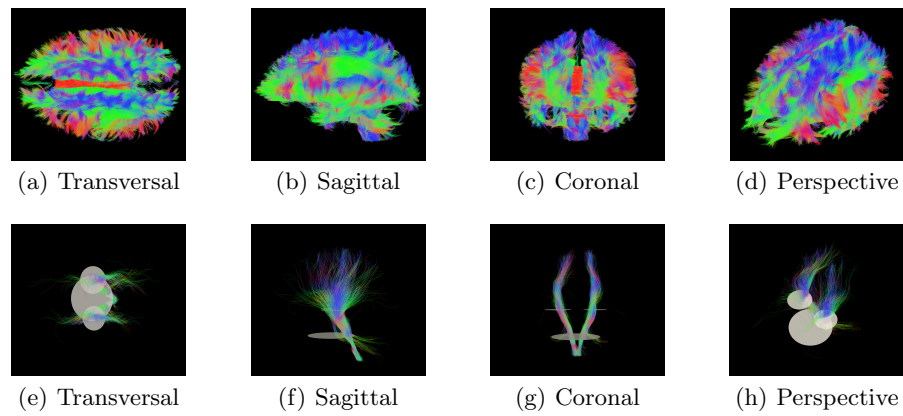 (a) Transversal
(b) Sagittal
(c) Coronal
(d) Perspective
(e) Transversal
(f) Sagittal
(g) Coronal
(h) Perspective